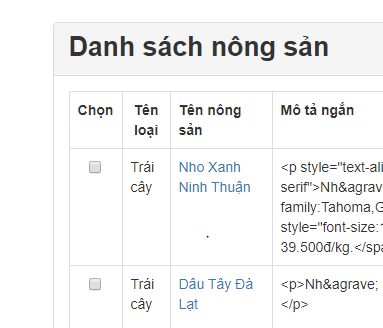 Danh sách nông sản
Chọn
Tên loại
Tên nông sản
Mô tả ngắn
Trái cây
Nho Xanh
Ninh Thuận
<p style="text-ali
serif">Nh&agrave
family:Tahoma,G
style="font-size:1
39.500đ/kg.</spa
Trái cây
Dâu Tây Đà
Lạt
<p>Nh&agrave;
</p>